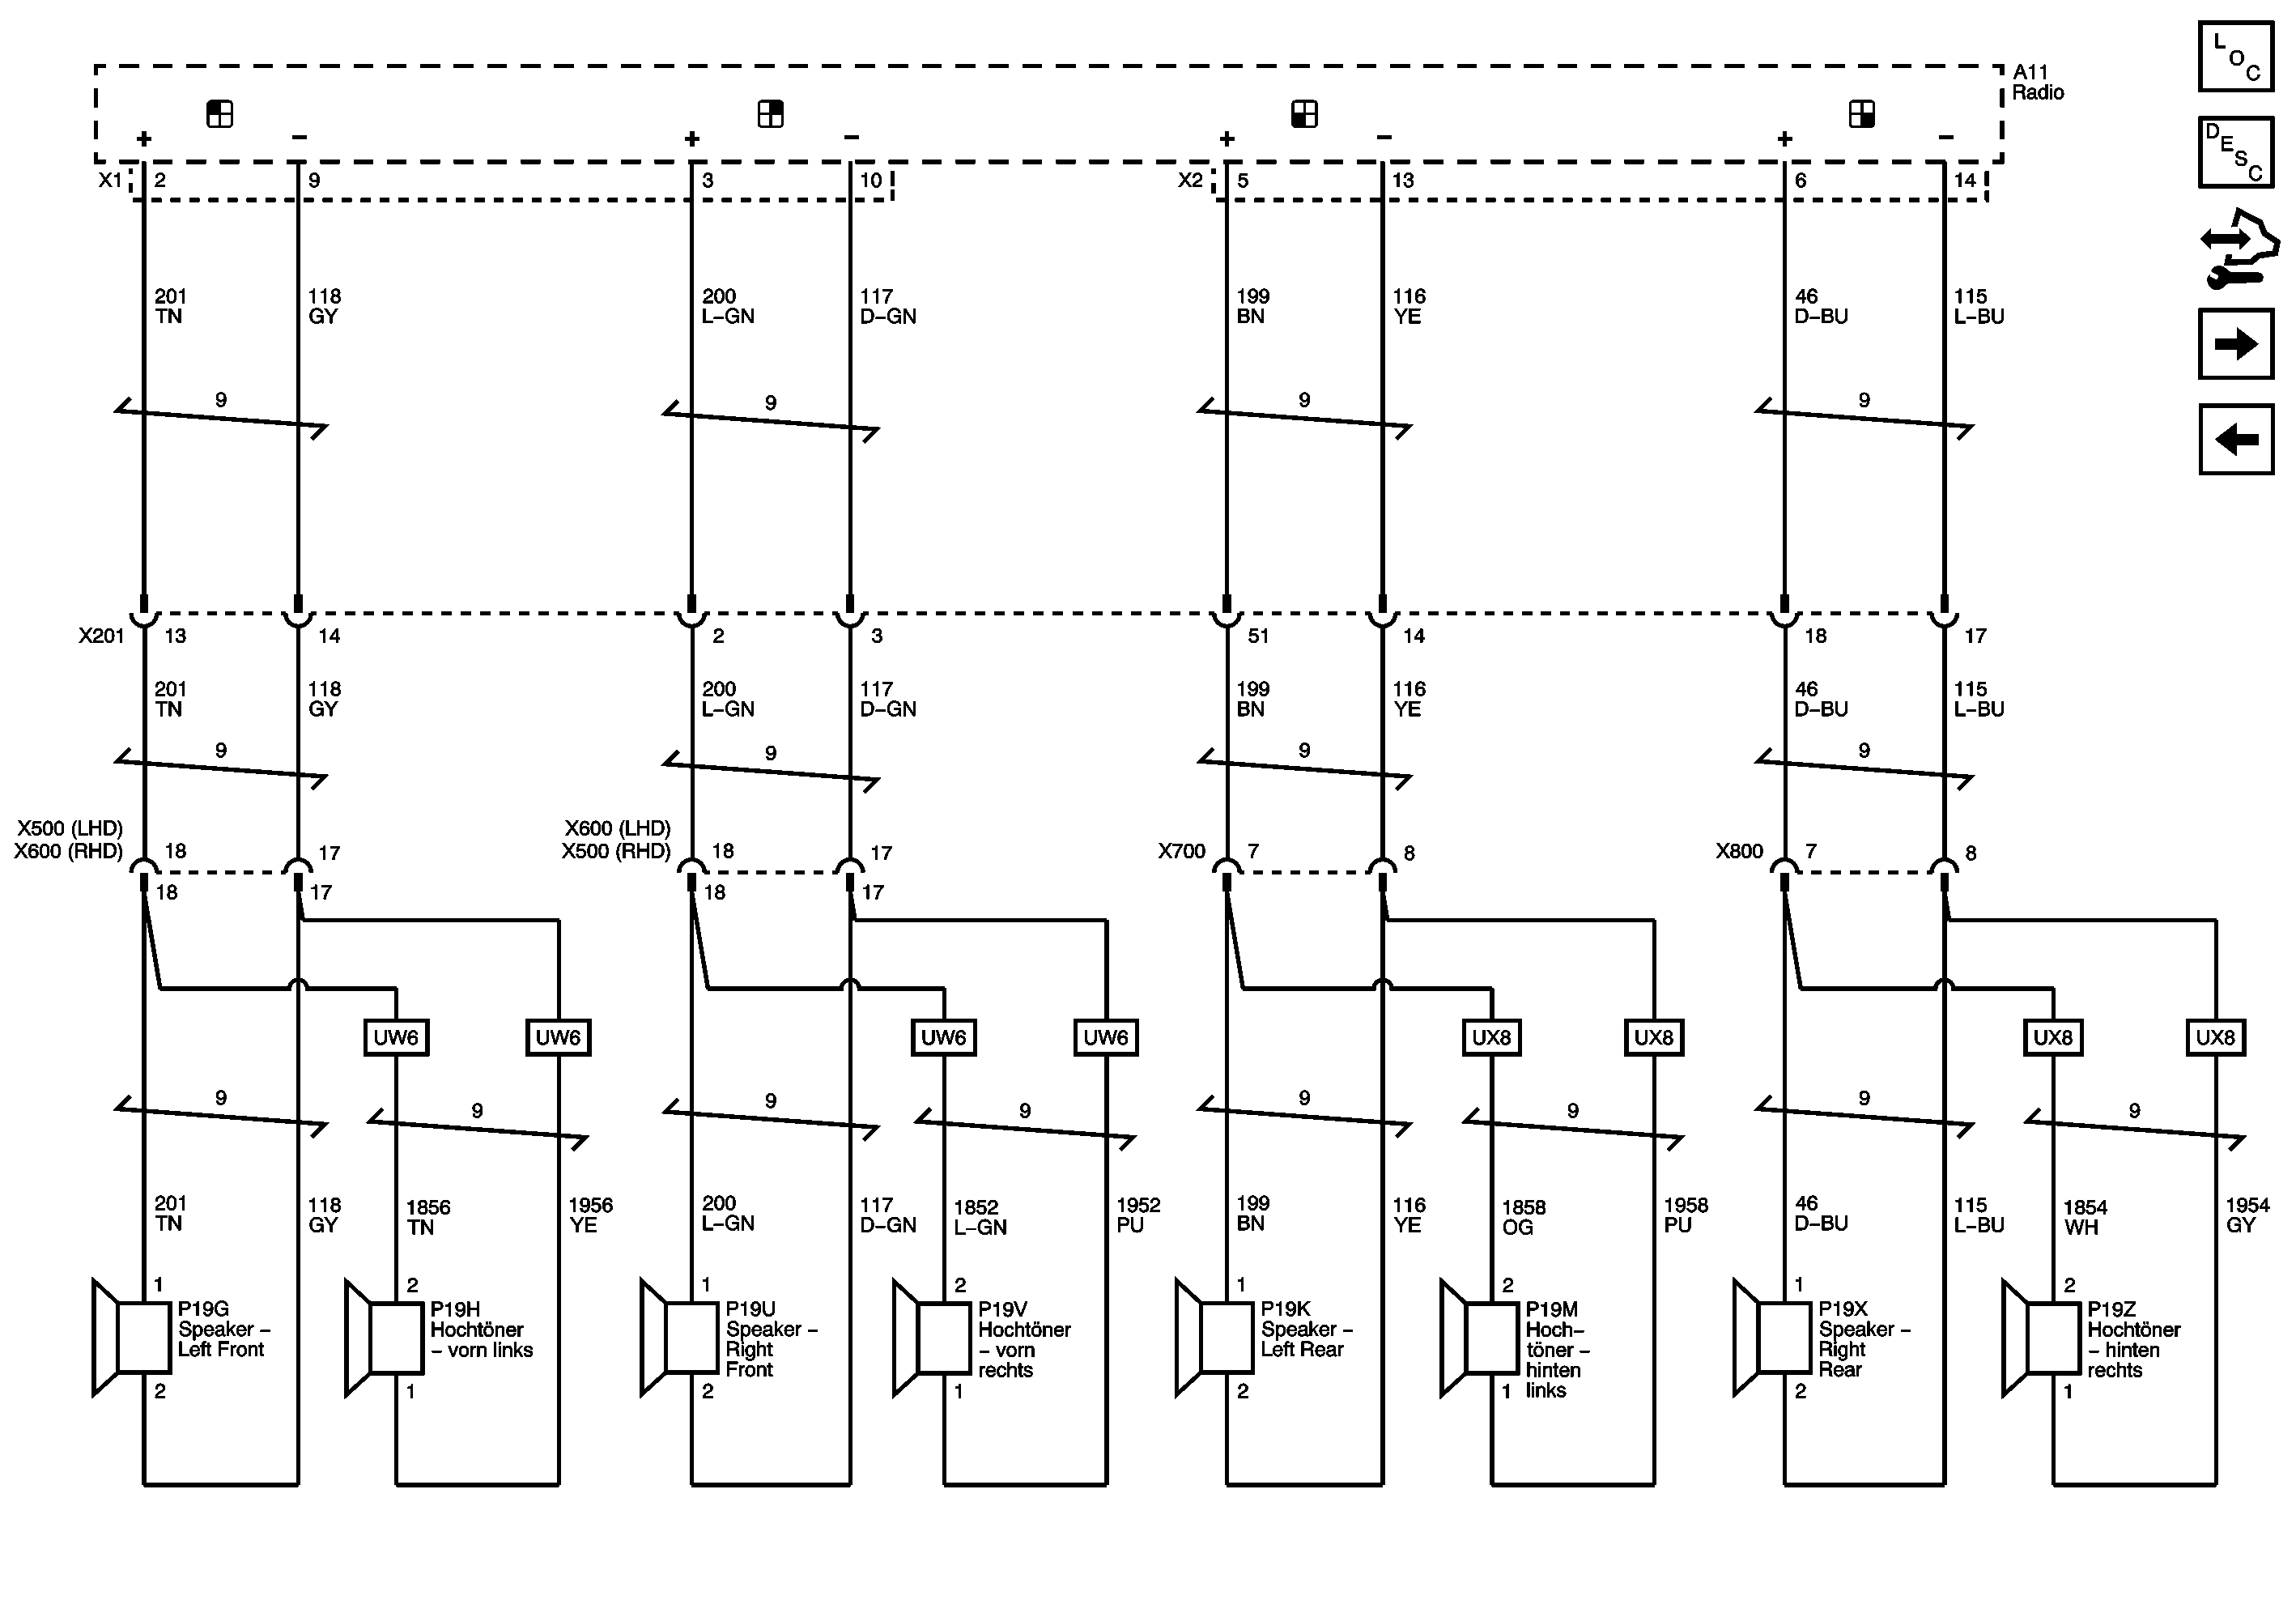 L
O
C
A11
Radio
D
E
S
C
+ − + − + − + −
X1 2 9 3 10 X2 5 13 6 14
201 118 200 117 199 116 46 115
TN GY L–GN D–GN BN YE D–BU L–BU
9 9 9 9
X201 13 14 2 3 51 14 18 17
201 118 200 117 199 116 46 115
TN GY L–GN D–GN BN YE D–BU L–BU
9 9 9 9
X500 (LHD) X600 (LHD)
X600 (RHD) 18 17 X500 (RHD) 18 17 X700 7 8 X800 7 8
18 17 18 17
UW6 UW6 UW6 UW6 UX8 UX8 UX8 UX8
9 9 9 9 9 9 9 9
201 118 1856 1956 200 117 1852 1952 199 116 1858 1958 46 115 1854 1954
TN GY TN YE L–GN D–GN L–GN PU BN YE OG PU D–BU L–BU WH GY
1 2 1 2 1 2 1 2
P19G
Speaker –
Left Front
P19H
Hochtöner
– vorn links
P19U
Speaker –
Right
Front
P19V
Hochtöner
– vorn
rechts
P19K
Speaker –
Left Rear
P19M
Hoch–
töner –
hinten
links
P19X
Speaker –
Right
Rear
P19Z
Hochtöner
– hinten
rechts
2 1 2 1 2 1 2 1